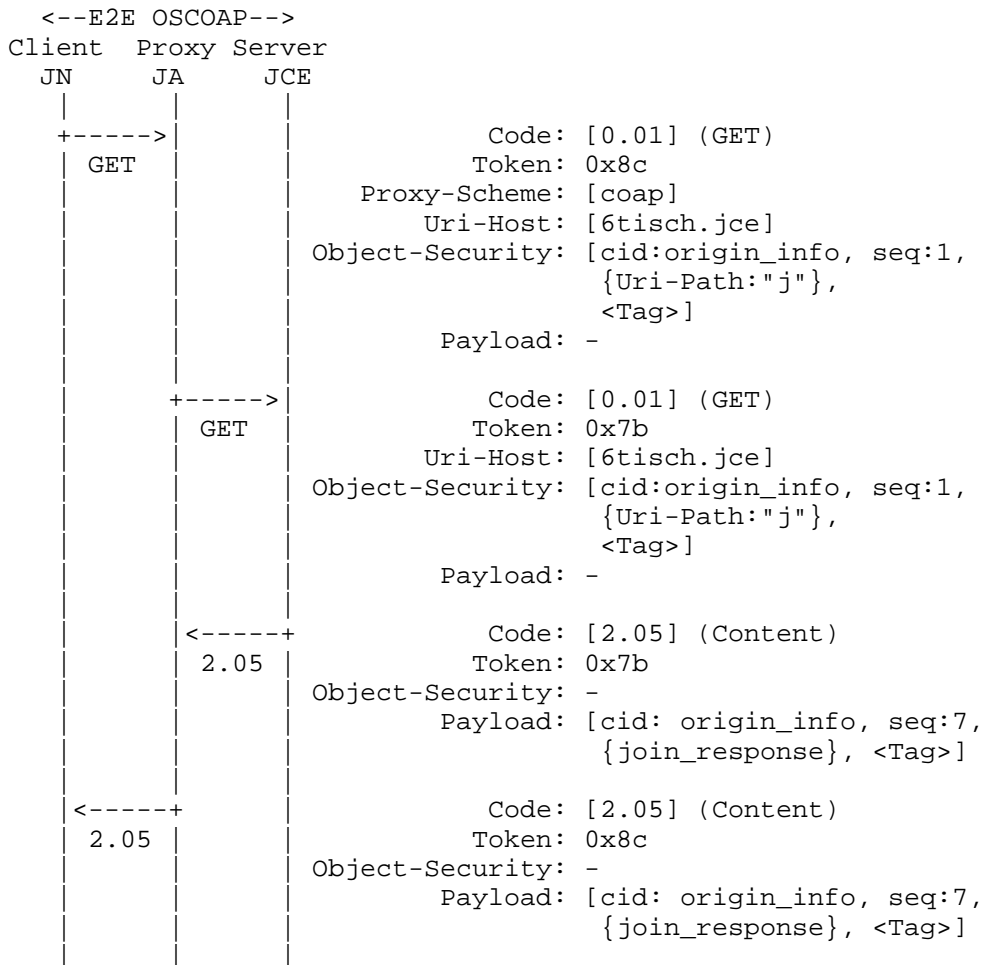 <--E2E OSCOAP-->
Client Proxy Server
JN JA JCE
| | |
+----->| | Code: [0.01] (GET)
| GET | | Token: 0x8c
| | | Proxy-Scheme: [coap]
| | | Uri-Host: [6tisch.jce]
| | | Object-Security: [cid:origin_info, seq:1,
| | | {Uri-Path:"j"},
| | | <Tag>]
| | | Payload: -
| | |
| +----->| Code: [0.01] (GET)
| | GET | Token: 0x7b
| | | Uri-Host: [6tisch.jce]
| | | Object-Security: [cid:origin_info, seq:1,
| | | {Uri-Path:"j"},
| | | <Tag>]
| | | Payload: -
| | |
| |<-----+ Code: [2.05] (Content)
| | 2.05 | Token: 0x7b
| | | Object-Security: -
| | | Payload: [cid: origin_info, seq:7,
| | | {join_response}, <Tag>]
| | |
|<-----+ | Code: [2.05] (Content)
| 2.05 | | Token: 0x8c
| | | Object-Security: -
| | | Payload: [cid: origin_info, seq:7,
| | | {join_response}, <Tag>]
| | |